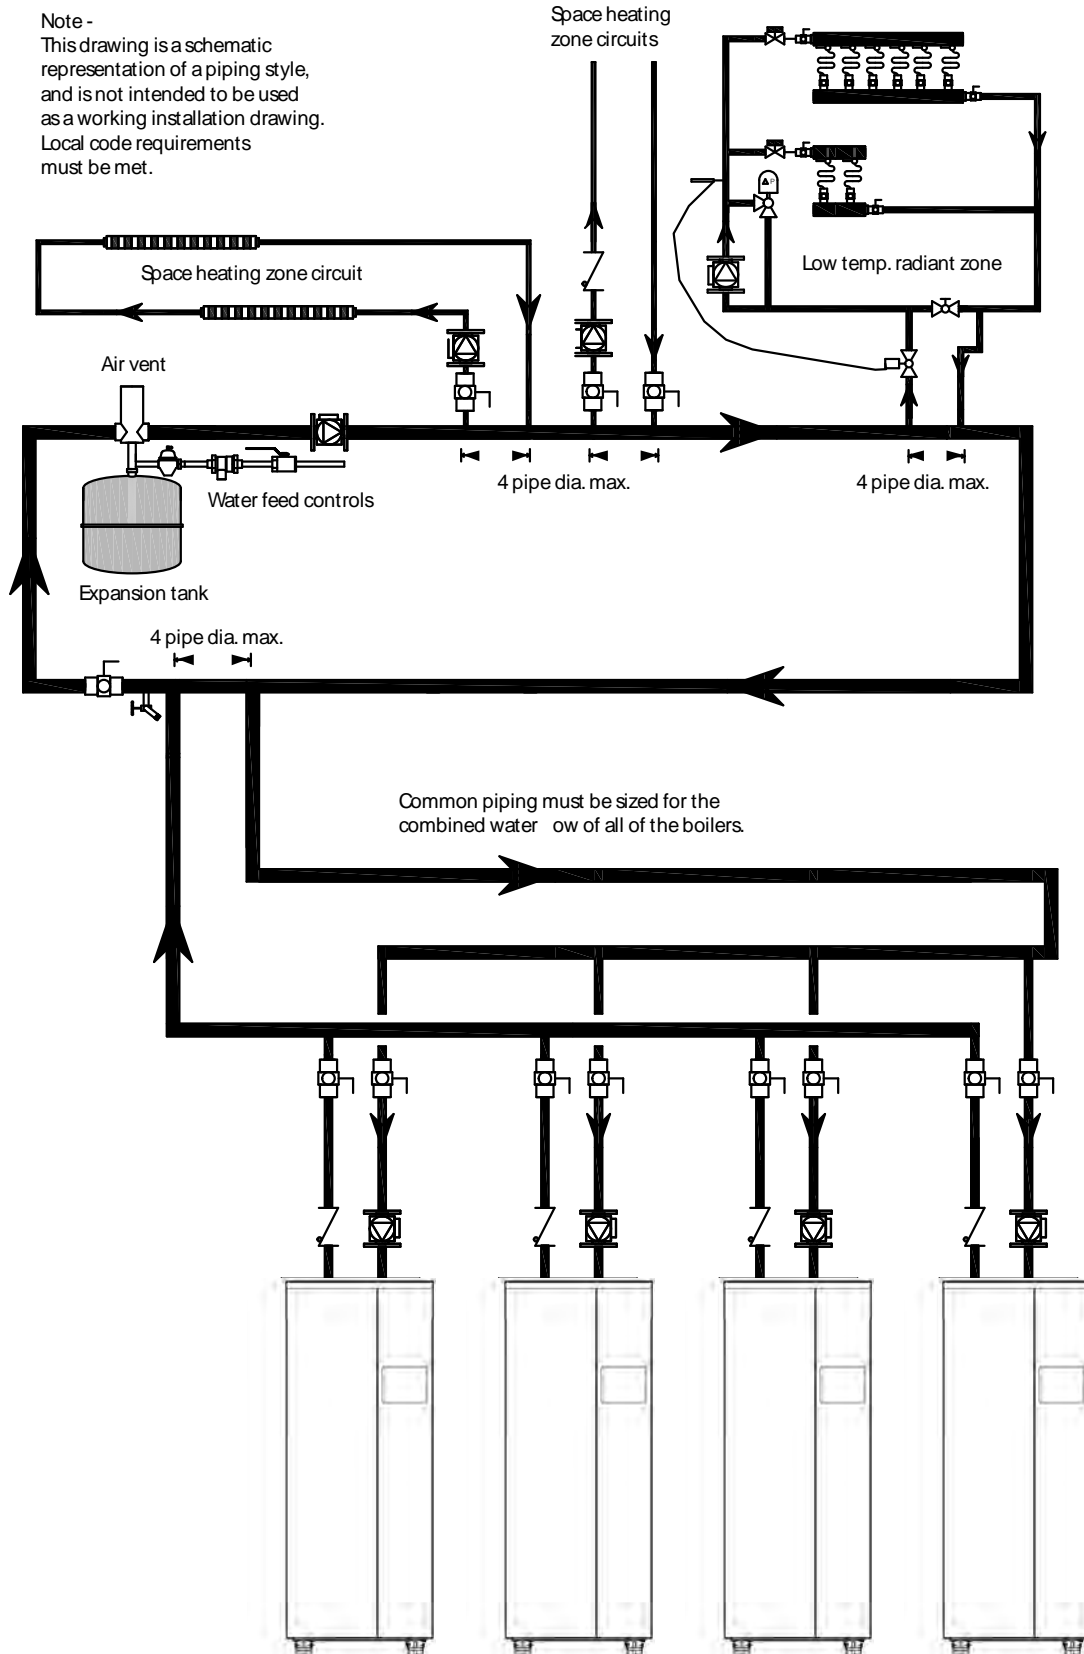 Note -
This drawing is a schematic
representation of a piping style,
and is not intended to be used
as a working installation drawing.
Local code requirements
must be met.
Space heating
zone circuits
Space heating zone circuit
Low temp. radiant zone
Air vent
4 pipe dia. max.
4 pipe dia. max.
Water feed controls
Expansion tank
4 pipe dia. max.
Common piping must be sized for the
combined water ow of all of the boilers.
ΔP